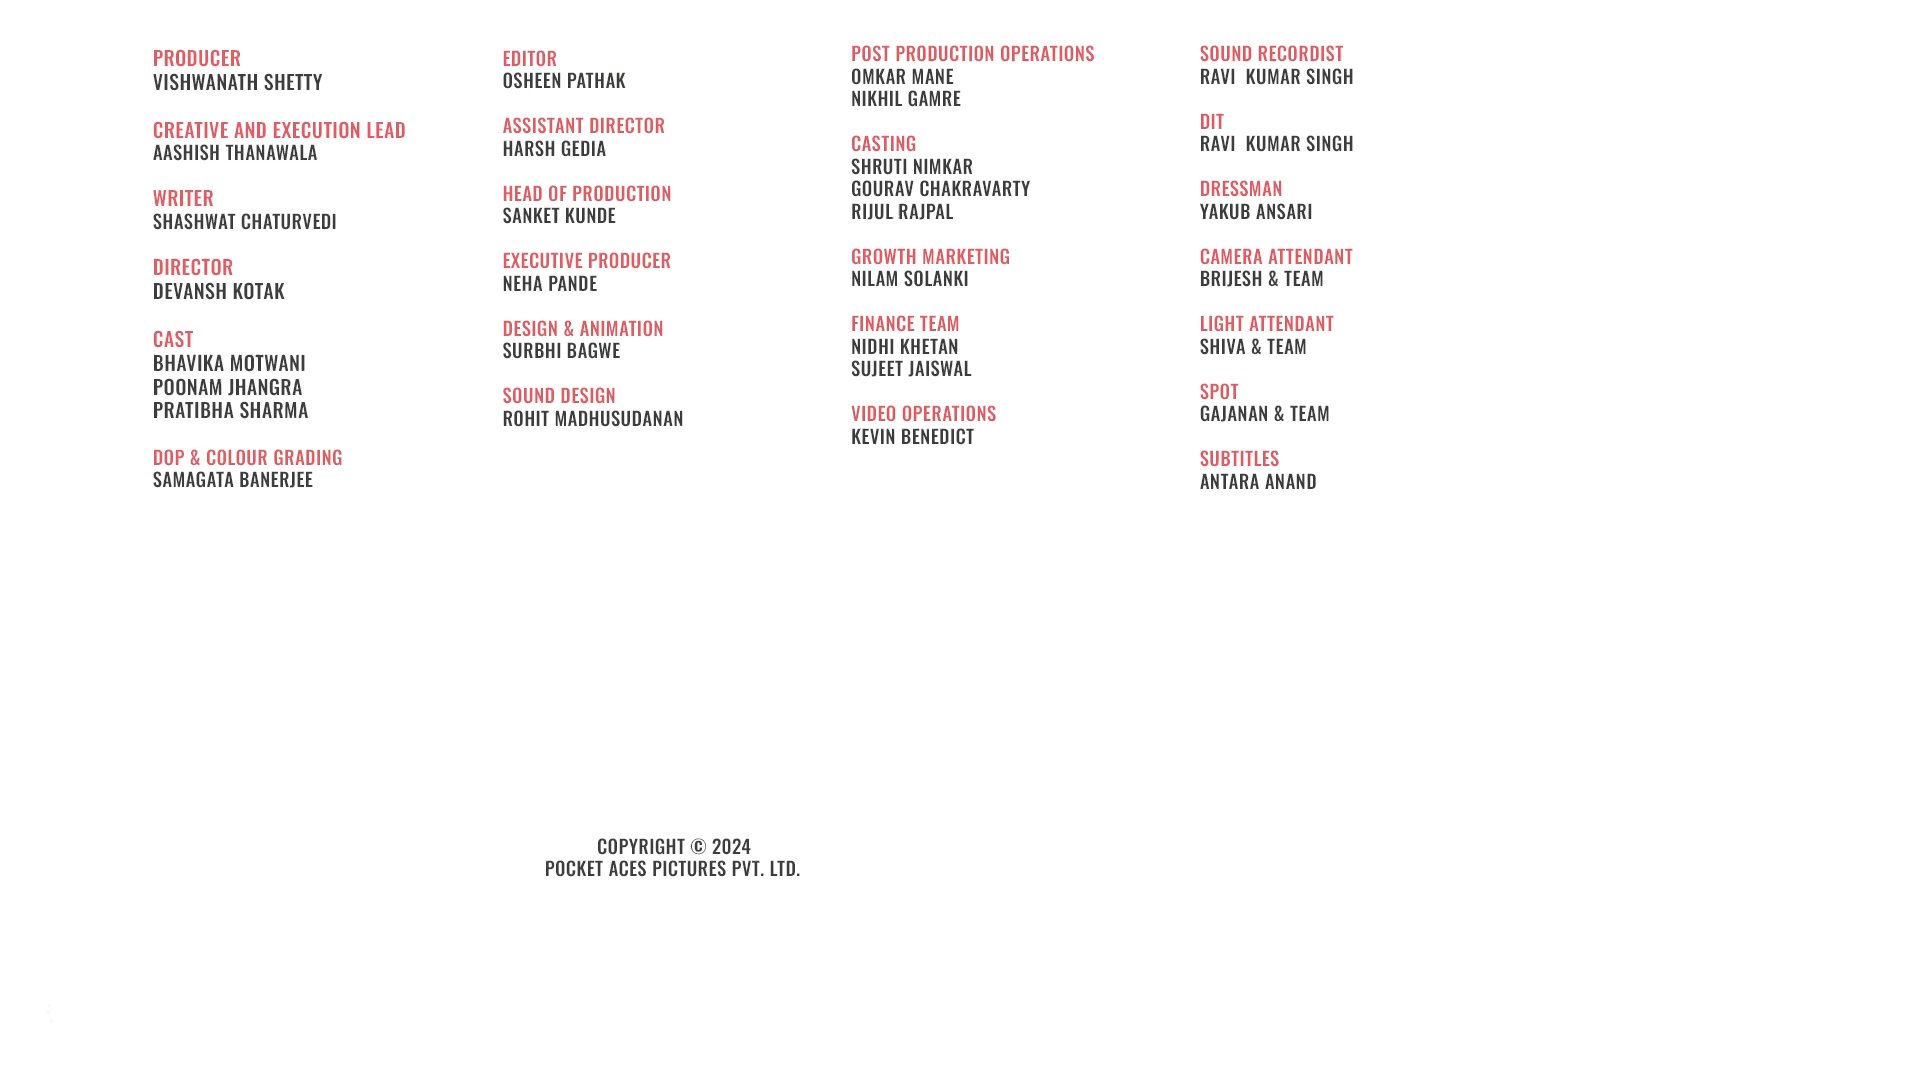 PRODUCER
VISHWANATH SHETTY
CREATIVE AND EXECUTION LEAD
AASHISH THANAWALA
WRITER
SHASHWAT CHATURVEDI
DIRECTOR
DEVANSH KOTAK
CAST
BHAVIKA MOTWANI
POONAM JHANGRA
PRATIBHA SHARMA
DOP & COLOUR GRADING
SAMAGATA BANERJEE
EDITOR
OSHEEN PATHAK
ASSISTANT DIRECTOR
HARSH GEDIA
HEAD OF PRODUCTION
SANKET KUNDE
EXECUTIVE PRODUCER
NEHA PANDE
DESIGN & ANIMATION
SURBHI BAGWE
SOUND DESIGN
ROHIT MADHUSUDANAN
POST PRODUCTION OPERATIONS
OMKAR MANE
NIKHIL GAMRE
CASTING
SHRUTI NIMKAR
GOURAV CHAKRAVARTY
RIJUL RAJPAL
GROWTH MARKETING
NILAM SOLANKI
FINANCE TEAM
NIDHI KHETAN
SUJEET JAISWAL
VIDEO OPERATIONS
KEVIN BENEDICT
SOUND RECORDIST
RAVI  KUMAR SINGH
DIT
RAVI  KUMAR SINGH
DRESSMAN
YAKUB ANSARI
CAMERA ATTENDANT
BRIJESH & TEAM
LIGHT ATTENDANT
SHIVA & TEAM
SPOT
GAJANAN & TEAM
SUBTITLES
ANTARA ANAND
COPYRIGHT © 2024
POCKET ACES PICTURES PVT. LTD.